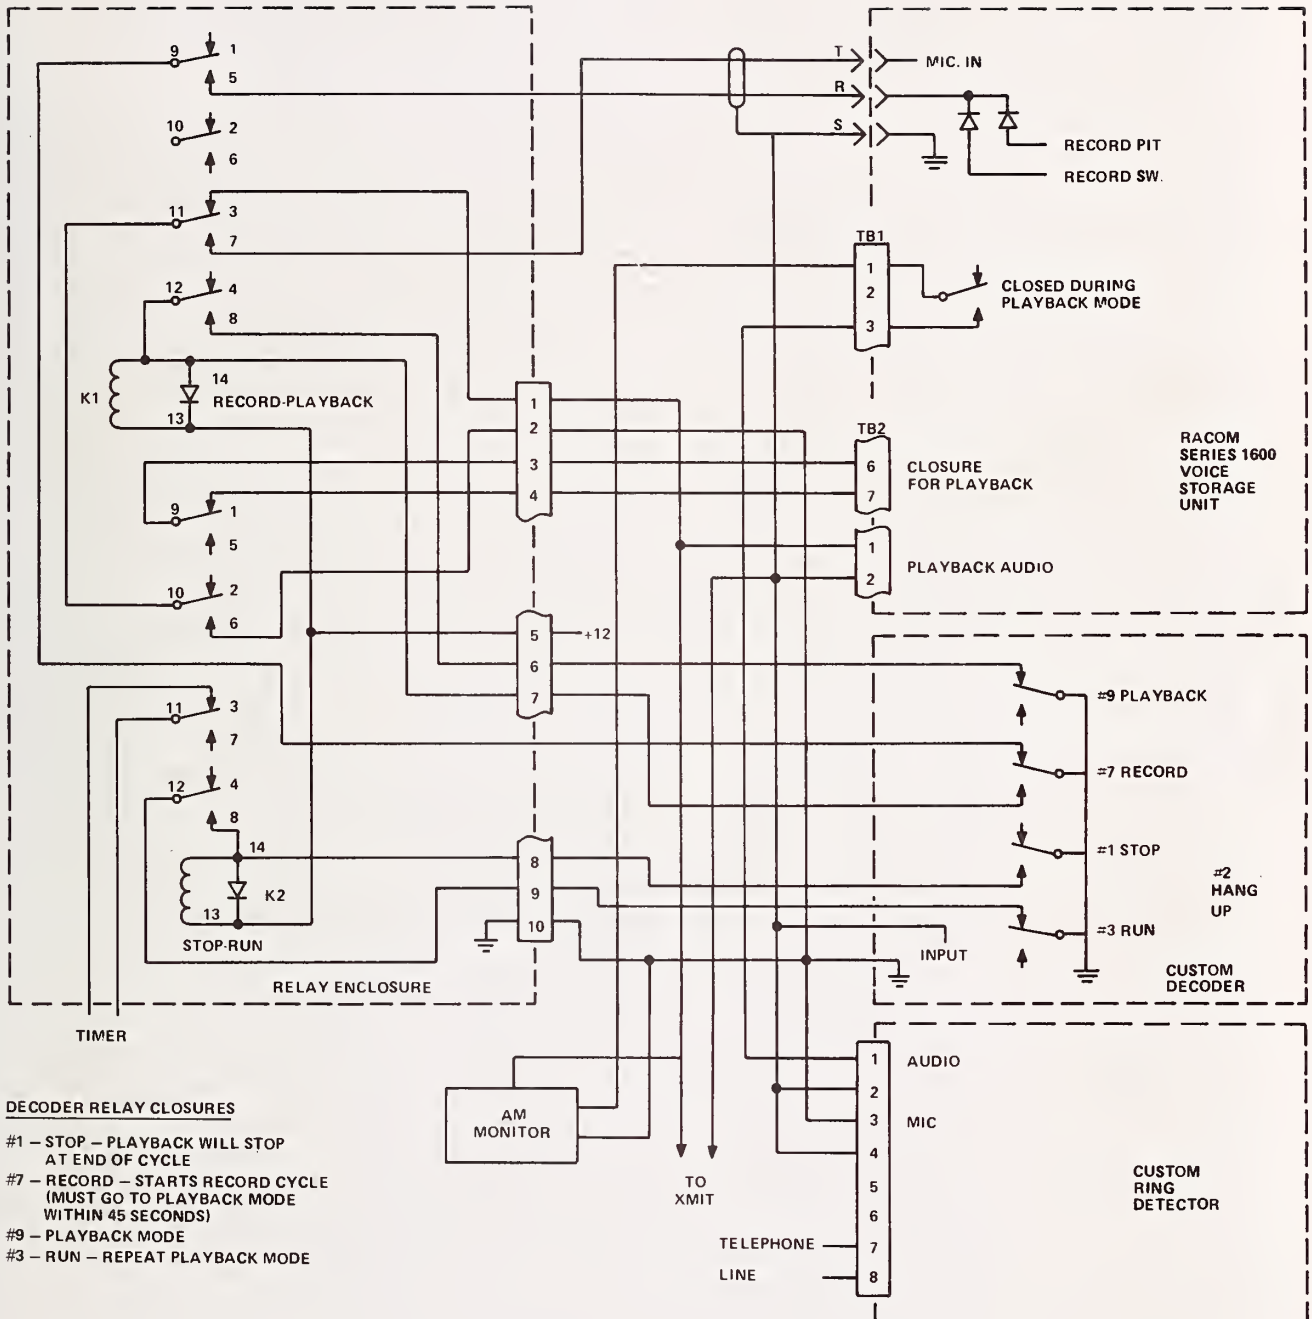 9 1
5
10 2
6
11 3
7
12 4
8
K1
14
RECORD-PLAYBACK
13
9 1
5
10 2
6
11 3
7
12 4
8
14
K2
13
STOP-RUN
RELAY ENCLOSURE
TIMER
1
2
3
4
5 +12
6
7
8
9
10
T MIC. IN
R
S
RECORD PIT
RECORD SW.
TB1
1
2
3
CLOSED DURING
PLAYBACK MODE
TB2
6
7
CLOSURE
FOR PLAYBACK
1
2
PLAYBACK AUDIO
RACOM
SERIES 1600
VOICE
STORAGE
UNIT
#9 PLAYBACK
#7 RECORD
#1 STOP
#3 RUN
#2
HANG
UP
INPUT
CUSTOM
DECODER
AM
MONITOR
TO
XMIT
1 AUDIO
2
3 MIC
4
5
6
TELEPHONE 7
LINE 8
CUSTOM
RING
DETECTOR
DECODER RELAY CLOSURES
#1 – STOP – PLAYBACK WILL STOP
AT END OF CYCLE
#7 – RECORD – STARTS RECORD CYCLE
(MUST GO TO PLAYBACK MODE
WITHIN 45 SECONDS)
#9 – PLAYBACK MODE
#3 – RUN – REPEAT PLAYBACK MODE